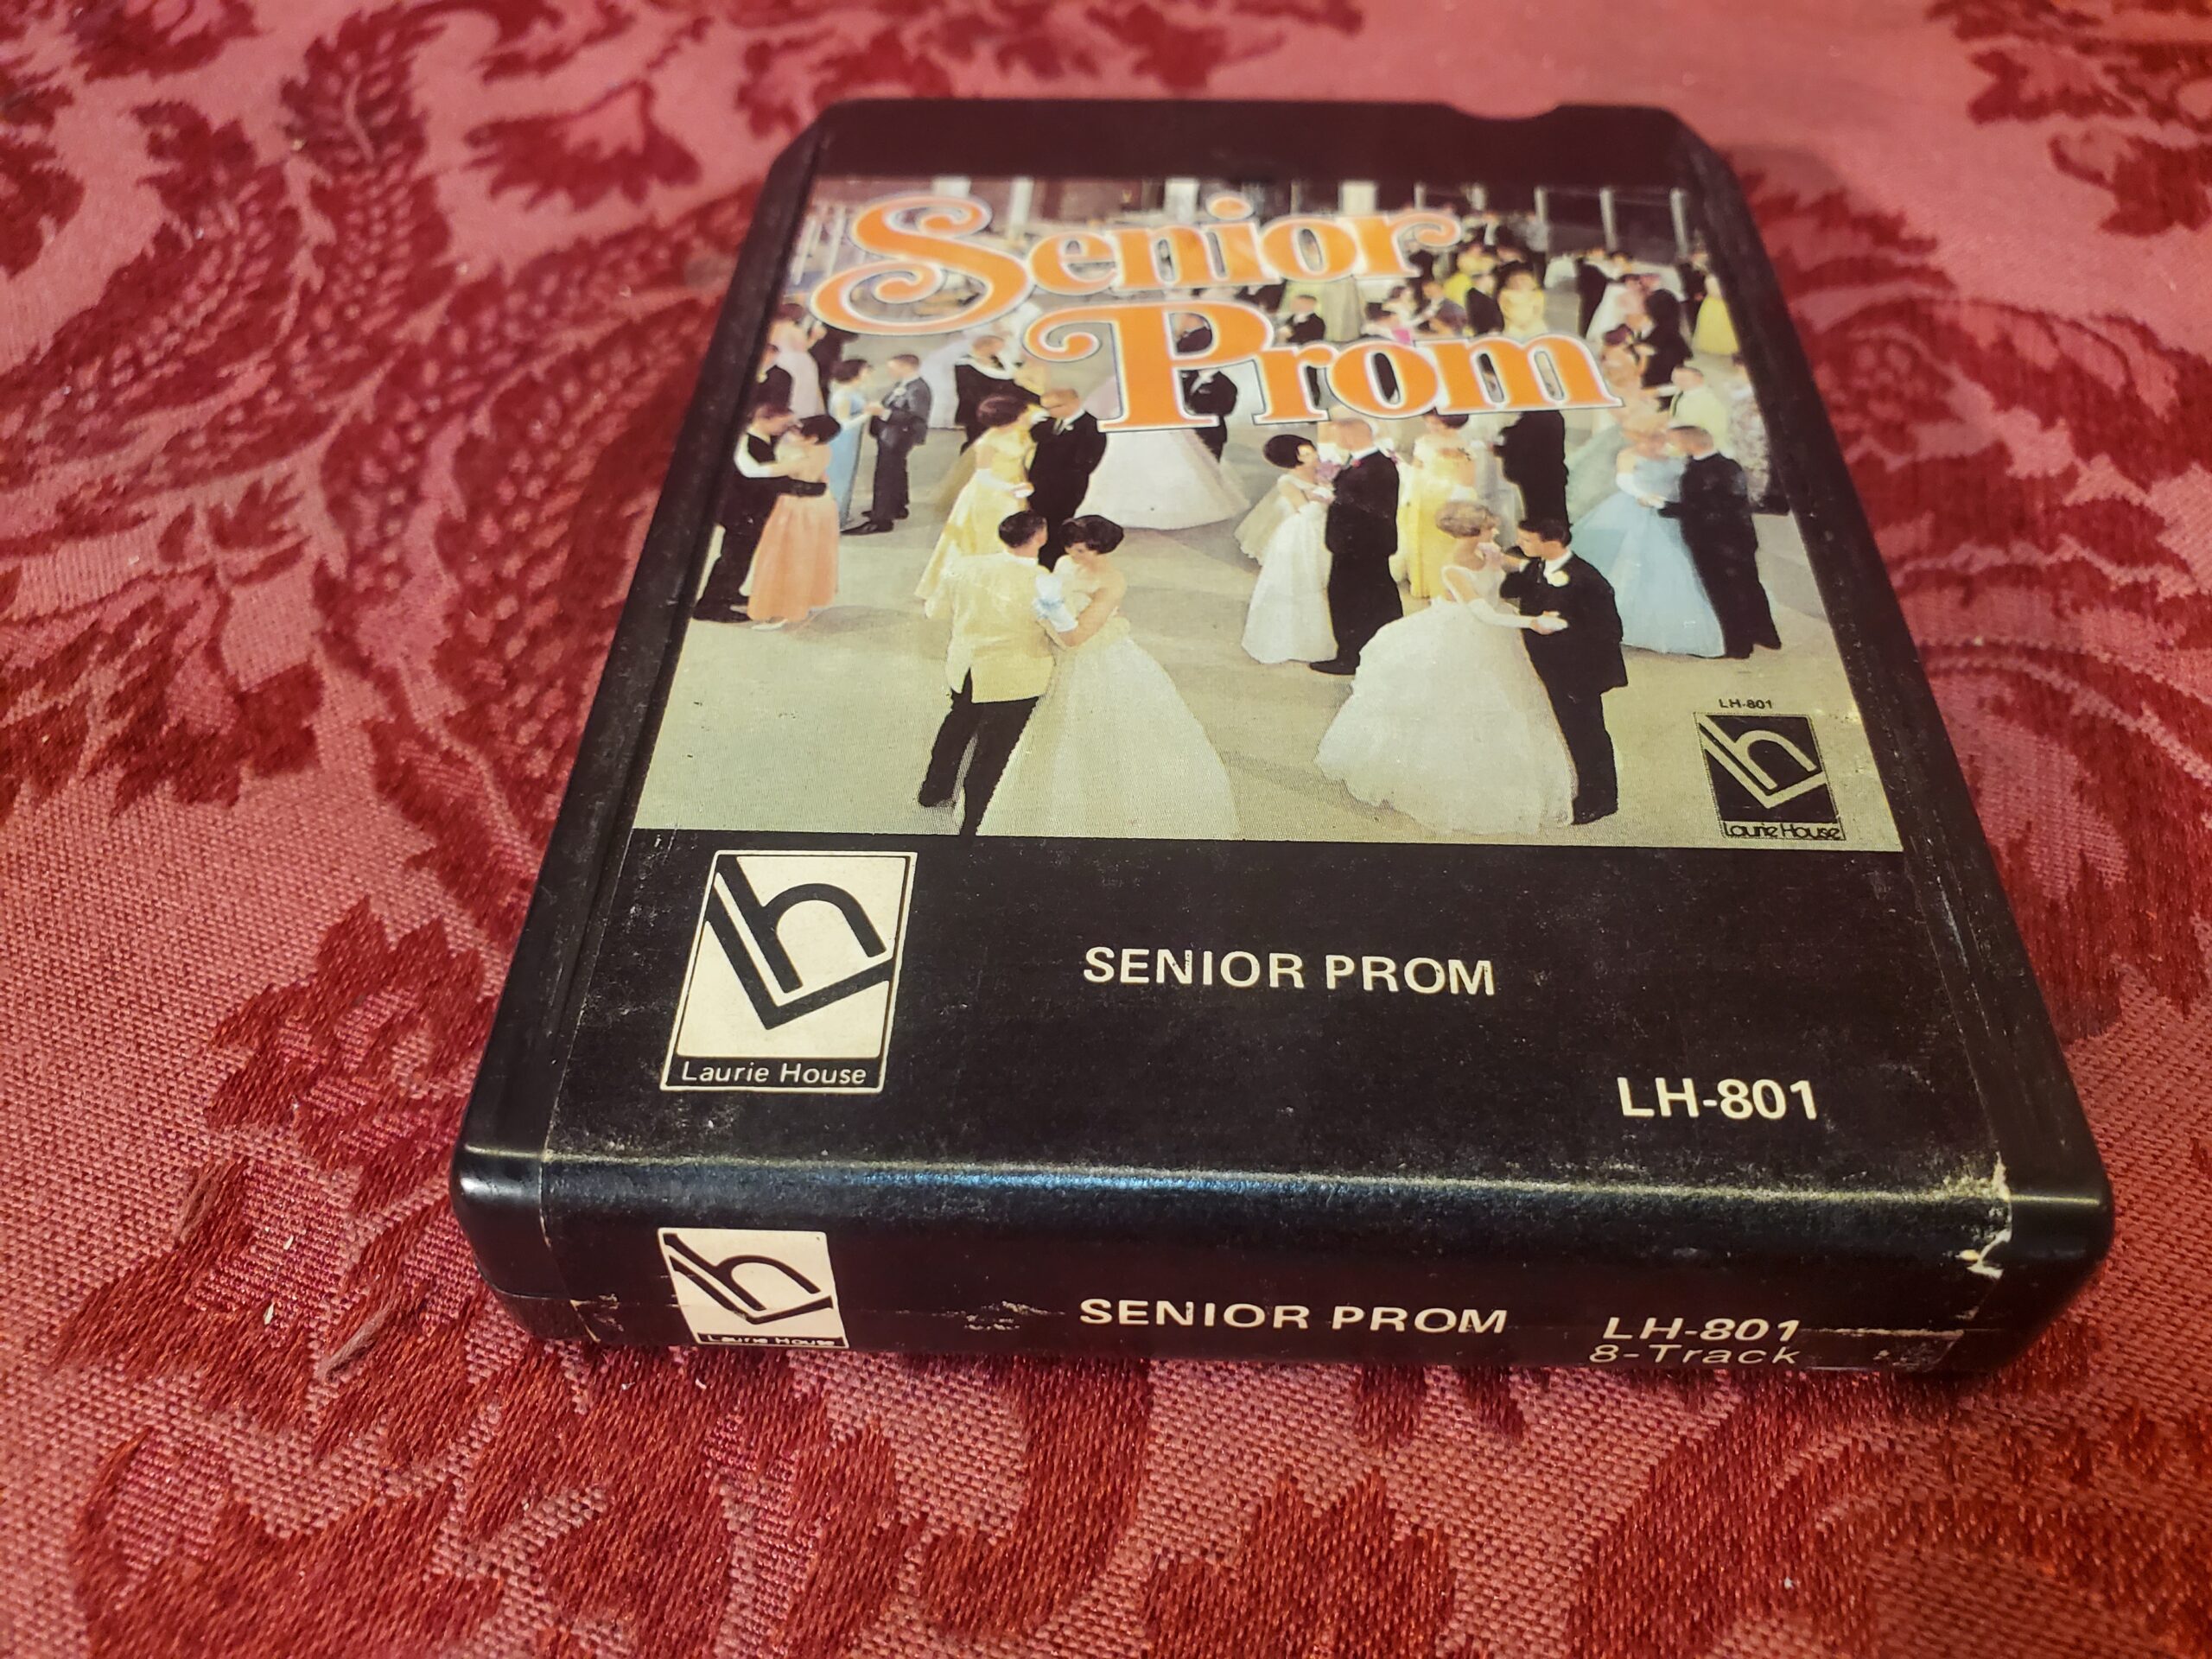 Senior
Prom
LH-801
Laurie House
SENIOR PROM
Laurie House
LH-801
SENIOR PROM
Laurie House
LH-801
8-Track